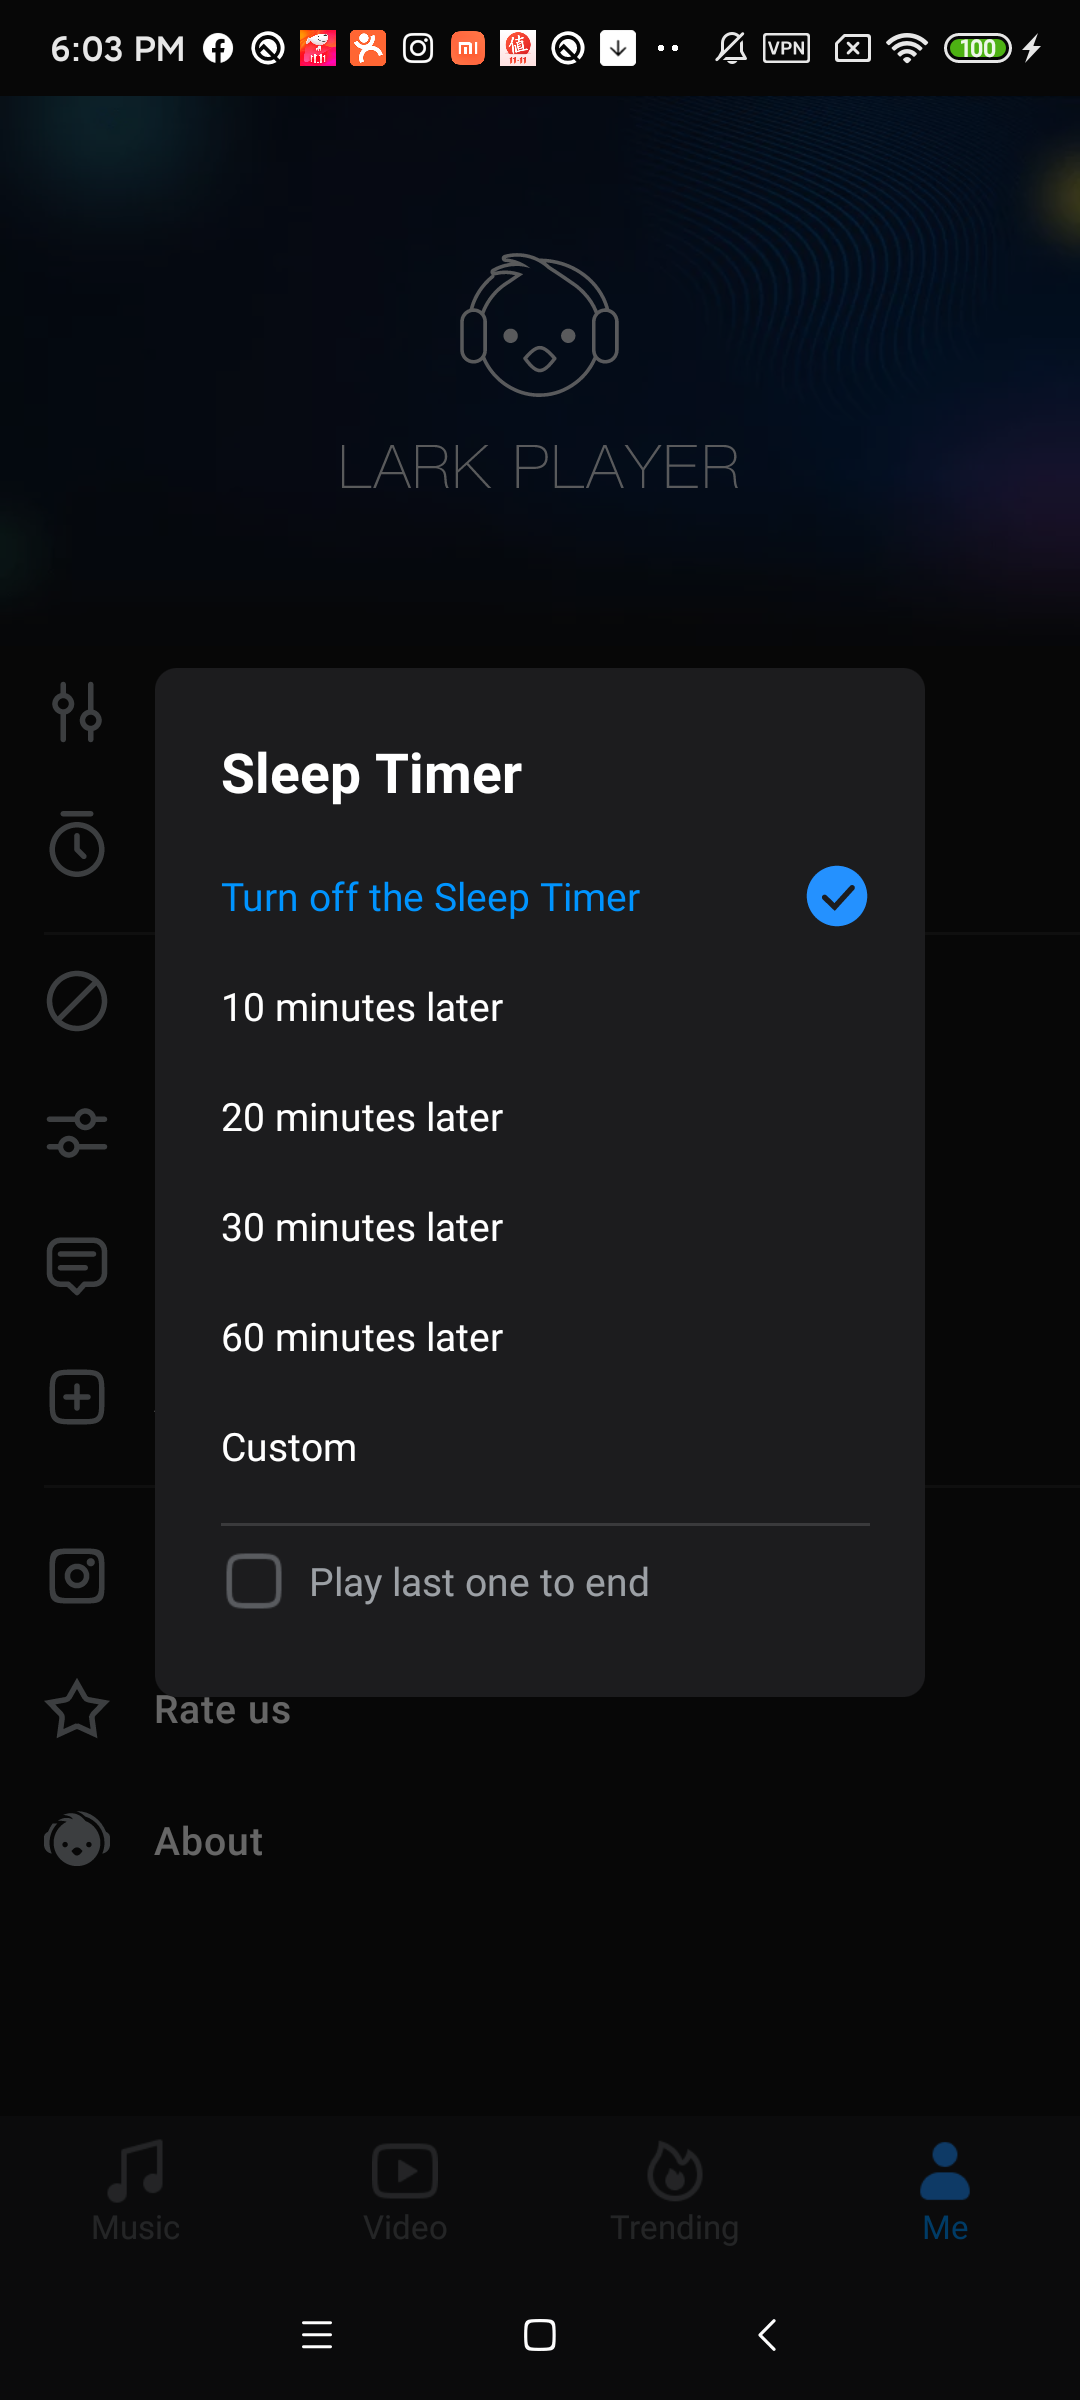 6:03 PM
VPN
100
LARK PLAYER
Sleep Timer
Turn off the Sleep Timer
10 minutes later
20 minutes later
30 minutes later
60 minutes later
Custom
Play last one to end
Rate us
About
Music
Video
Trending
Me